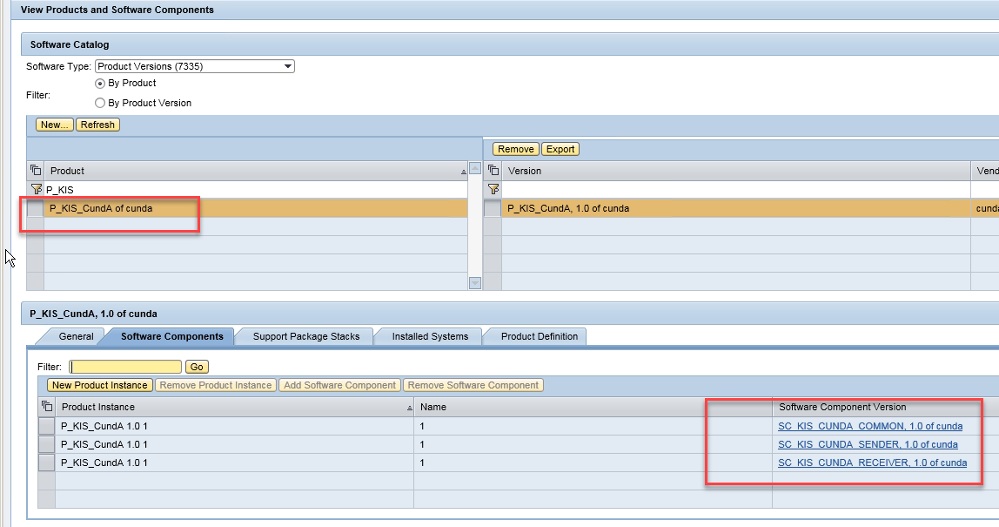 View Products and Software Components
Software Catalog
Software Type: Product Versions (7335)
By Product
Filter:
By Product Version
New... Refresh
Remove Export
Product Version Vend
P_KIS
P_KIS_CundA of cunda P_KIS_CundA, 1.0 of cunda cunda
P_KIS_CundA, 1.0 of cunda
General Software Components Support Package Stacks Installed Systems Product Definition
Filter: Go
New Product Instance Remove Product Instance Add Software Component Remove Software Component
Product Instance Name Software Component Version
P_KIS_CundA 1.0 1 1 SC_KIS_CUNDA_COMMON, 1.0 of cunda
P_KIS_CundA 1.0 1 1 SC_KIS_CUNDA_SENDER, 1.0 of cunda
P_KIS_CundA 1.0 1 1 SC_KIS_CUNDA_RECEIVER, 1.0 of cunda